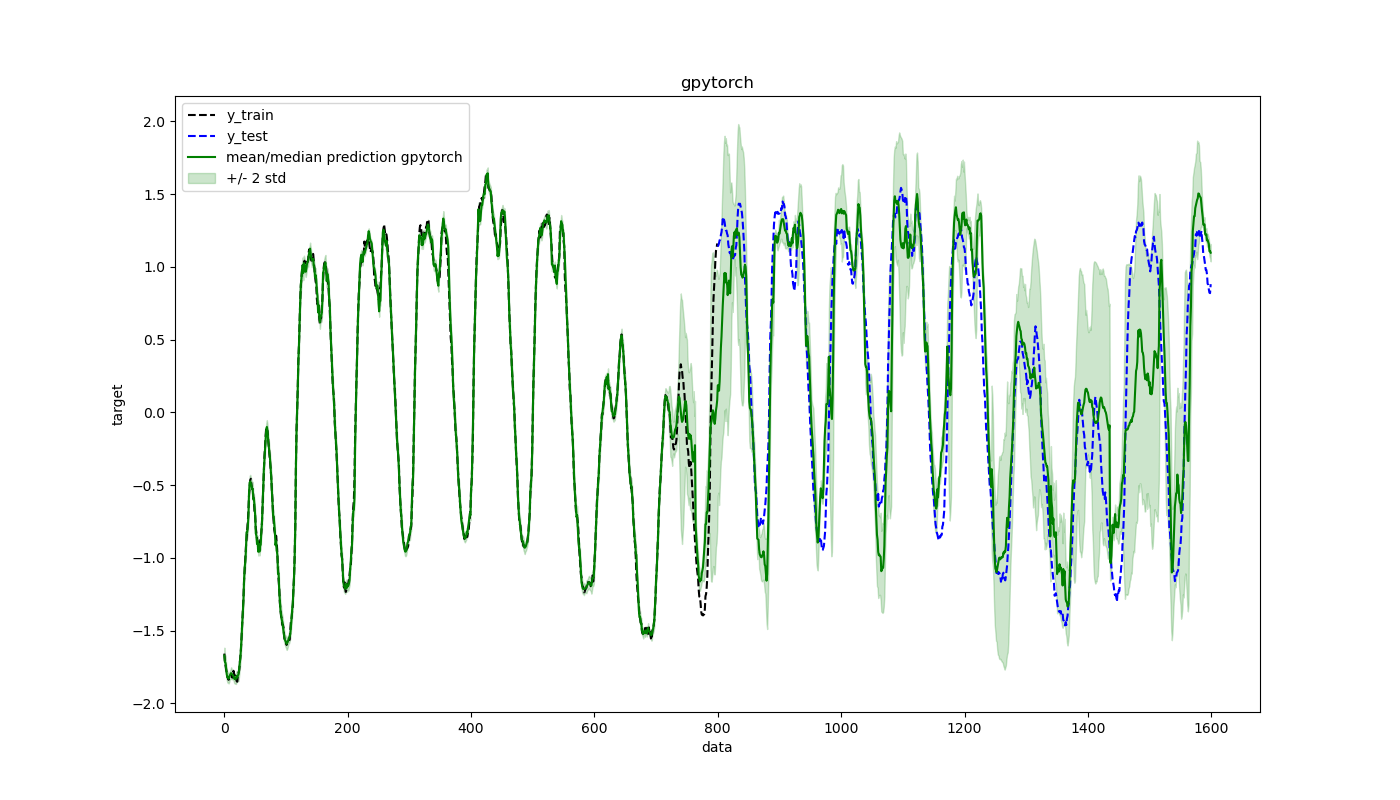 gpytorch
y_train
y_test
mean/median prediction gpytorch
+/- 2 std
2.0
1.5
1.0
0.5
0.0
−0.5
−1.0
−1.5
−2.0
target
0 200 400 600 800 1000 1200 1400 1600
data